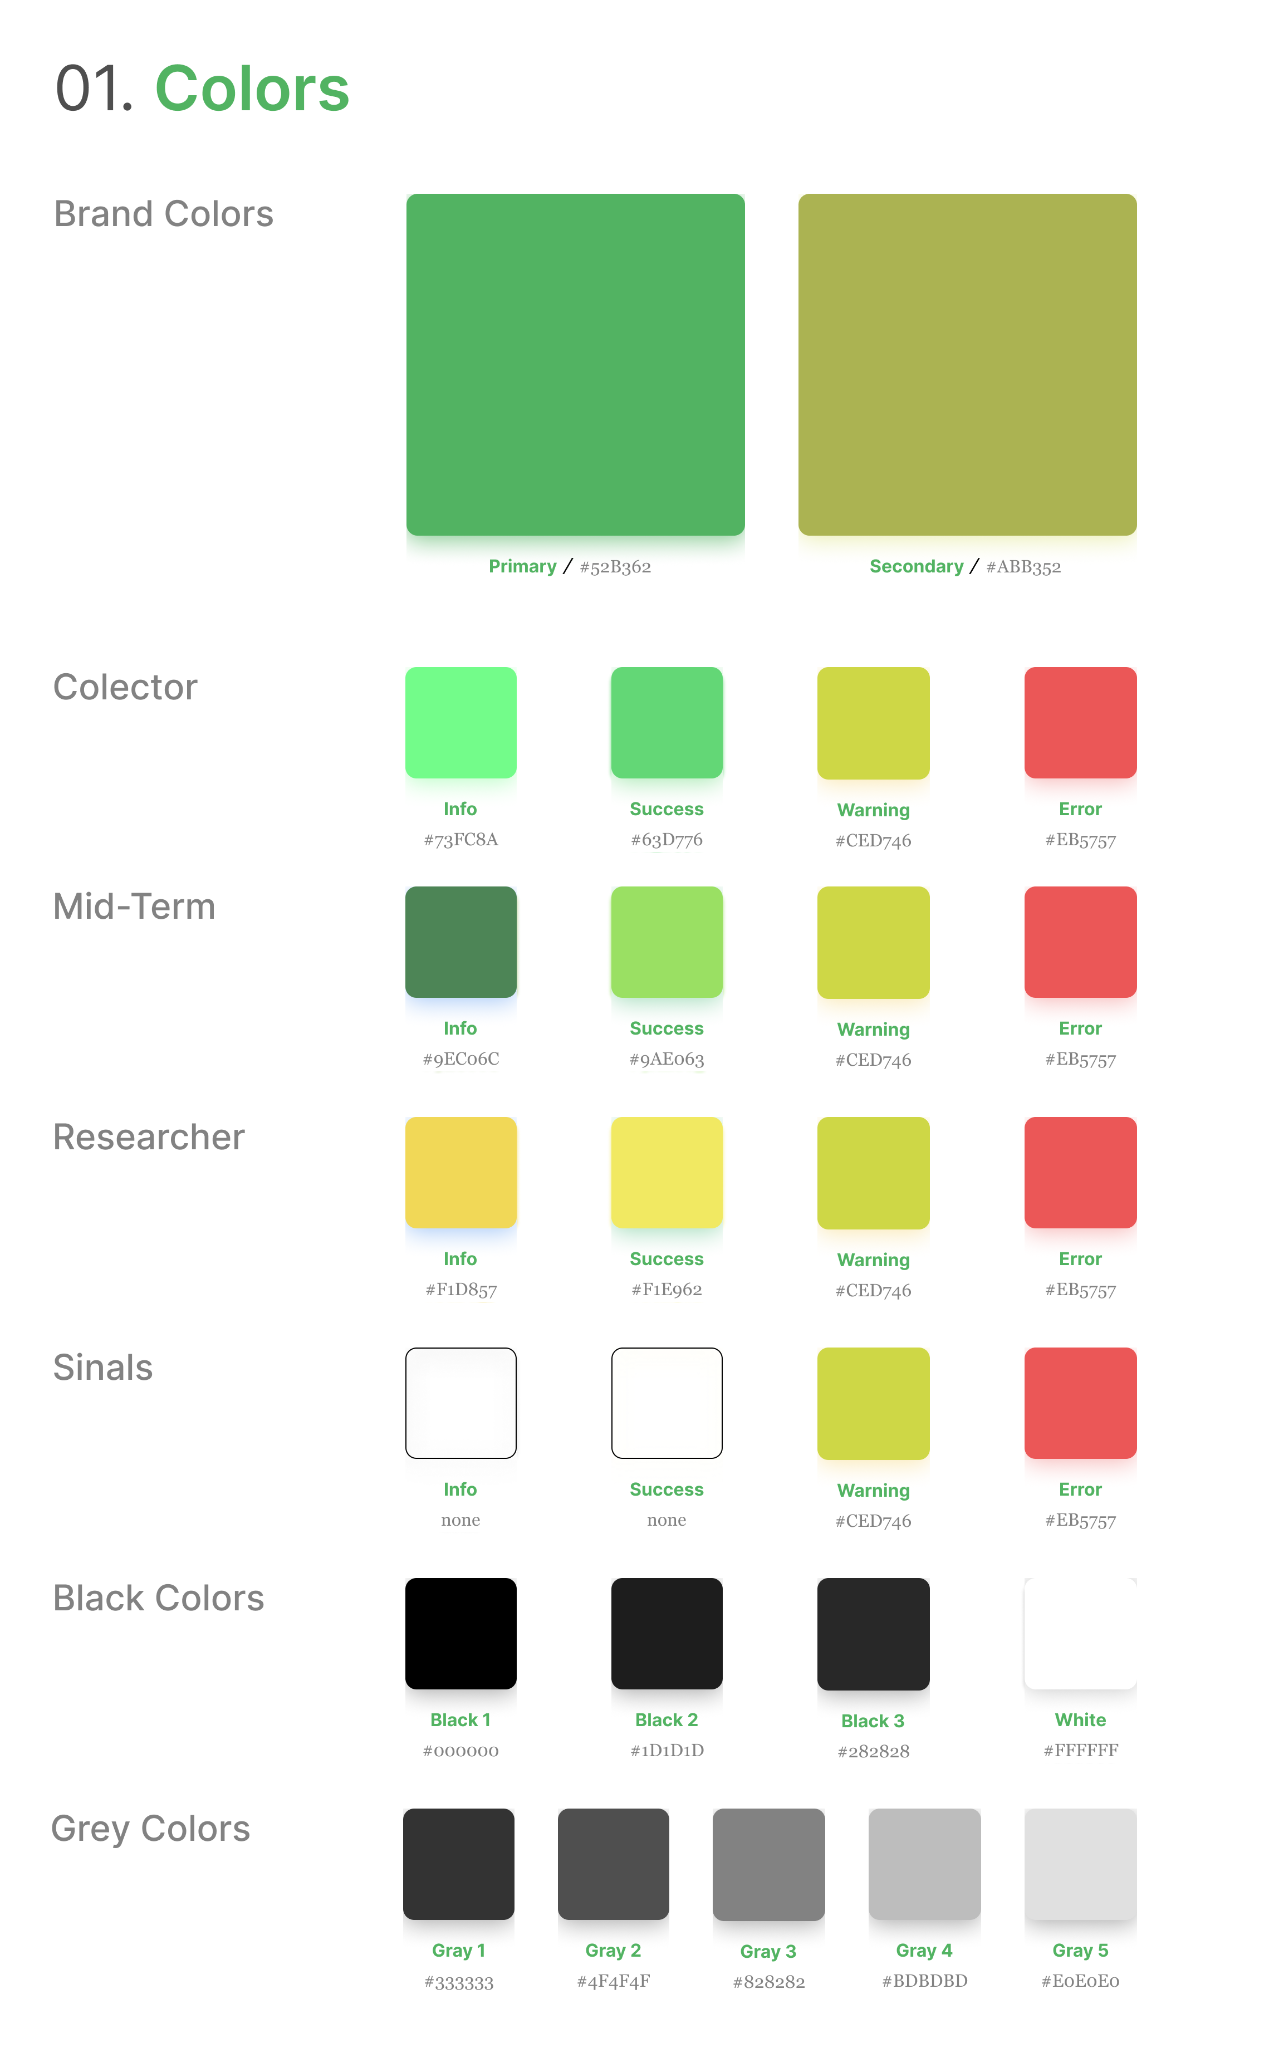 01. Colors
Brand Colors
Primary / #52B362
Secondary / #ABB352
Colector
Info
Success
Warning
Error
#73FC8A
#63D776
#CED746
#EB5757
Mid-Term
Info
Success
Warning
Error
#9EC06C
#9AE063
#CED746
#EB5757
Researcher
Info
Success
Warning
Error
#F1D857
#F1E962
#CED746
#EB5757
Sinals
Info
Success
Warning
Error
none
none
#CED746
#EB5757
Black Colors
Black 1
Black 2
Black 3
White
#000000
#1D1D1D
#282828
#FFFFFF
Grey Colors
Gray 1
Gray 2
Gray 3
Gray 4
Gray 5
#333333
#4F4F4F
#828282
#BDBDBD
#E0E0E0